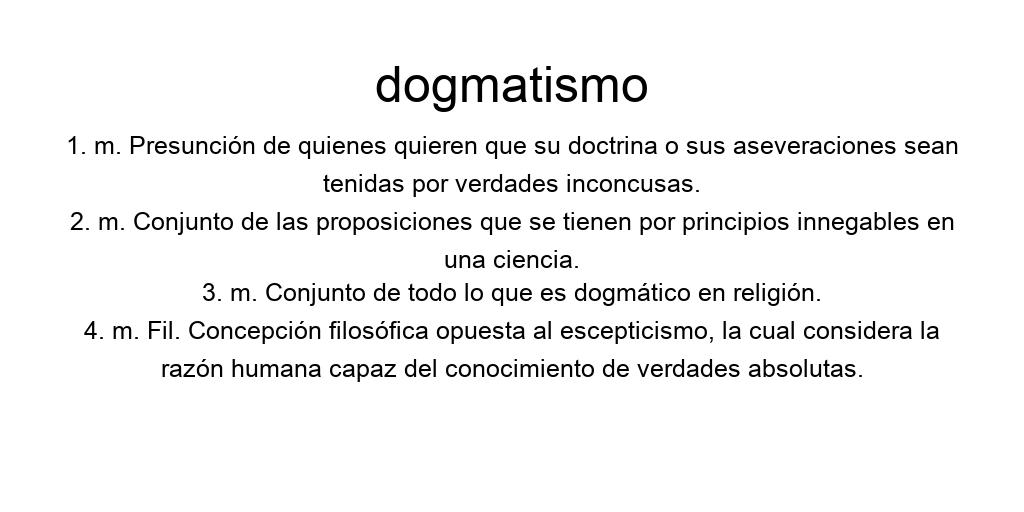 dogmatismo
1. m. Presunción de quienes quieren que su doctrina o sus aseveraciones sean
tenidas por verdades inconcusas.
2. m. Conjunto de las proposiciones que se tienen por principios innegables en
una ciencia.
3. m. Conjunto de todo lo que es dogmático en religión.
4. m. Fil. Concepción filosófica opuesta al escepticismo, la cual considera la
razón humana capaz del conocimiento de verdades absolutas.